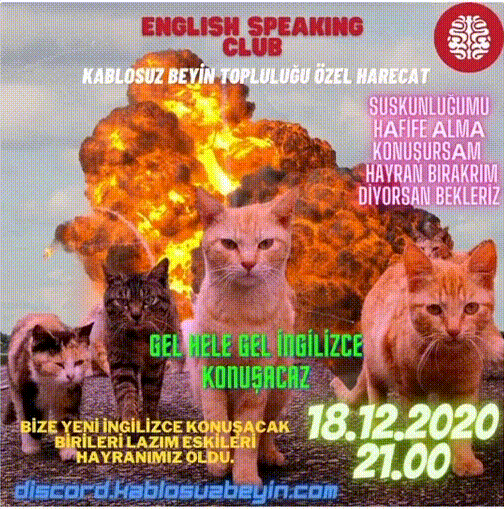 ENGLISH SPEAKING
CLUB
KABLOSUZ BEYİN TOPLULUĞU ÖZEL HARECAT
SUSKUNLUĞUMU
HAFİFE ALMA
KONUŞURSAM
HAYRAN BIRAKRIM
DİYORSAN BEKLERİZ
GEL HELE GEL İNGİLİZCE
KONUŞACAZ
BİZE YENİ İNGİLİZCE KONUŞACAK
BİRİLERİ LAZIM ESKİLERİ
HAYRANIMIZ OLDU.
18.12.2020
21.00
discord.kablosuzbeyin.com